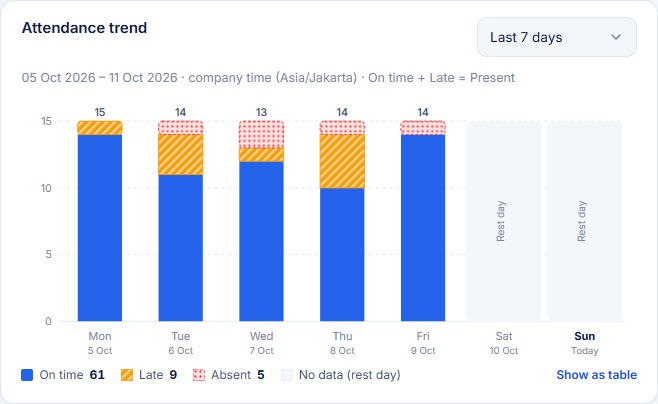 Attendance trend
Last 7 days
05 Oct 2026 – 11 Oct 2026 · company time (Asia/Jakarta) · On time + Late = Present
15 14 13 14 14
15
10
5
0
Rest day
Rest day
Mon Tue Wed Thu Fri Sat Sun
5 Oct 6 Oct 7 Oct 8 Oct 9 Oct 10 Oct Today
On time 61 Late 9 Absent 5 No data (rest day) Show as table